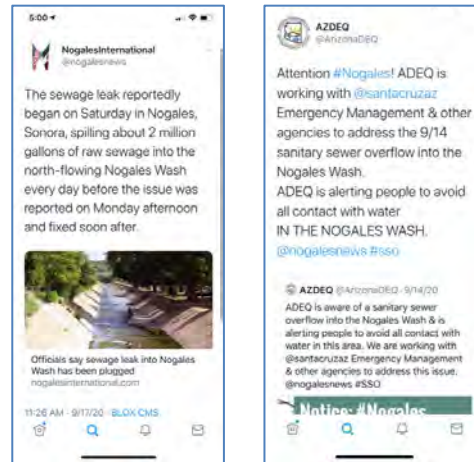 5:00
NogalesInternational
@nogalesnews
The sewage leak reportedly
began on Saturday in Nogales,
Sonora, spilling about 2 million
gallons of raw sewage into the
north-flowing Nogales Wash
every day before the issue was
reported on Monday afternoon
and fixed soon after.
Officials say sewage leak into Nogales
Wash has been plugged
nogalesinternational.com
11:26 AM · 9/17/20 · BLOX CMS
AZDEQ
@ArizonaDEQ
Attention #Nogales! ADEQ is
working with @santacruzaz
Emergency Management & other
agencies to address the 9/14
sanitary sewer overflow into the
Nogales Wash.
ADEQ is alerting people to avoid
all contact with water
IN THE NOGALES WASH.
@nogalesnews #sso
AZDEQ @ArizonaDEQ · 9/14/20
ADEQ is aware of a sanitary sewer
overflow into the Nogales Wash & is
alerting people to avoid all contact with
water in this area. We are working with
@santacruzaz Emergency Management
& other agencies to address this issue.
@nogalesnews #SSO
Notice: #Nogales